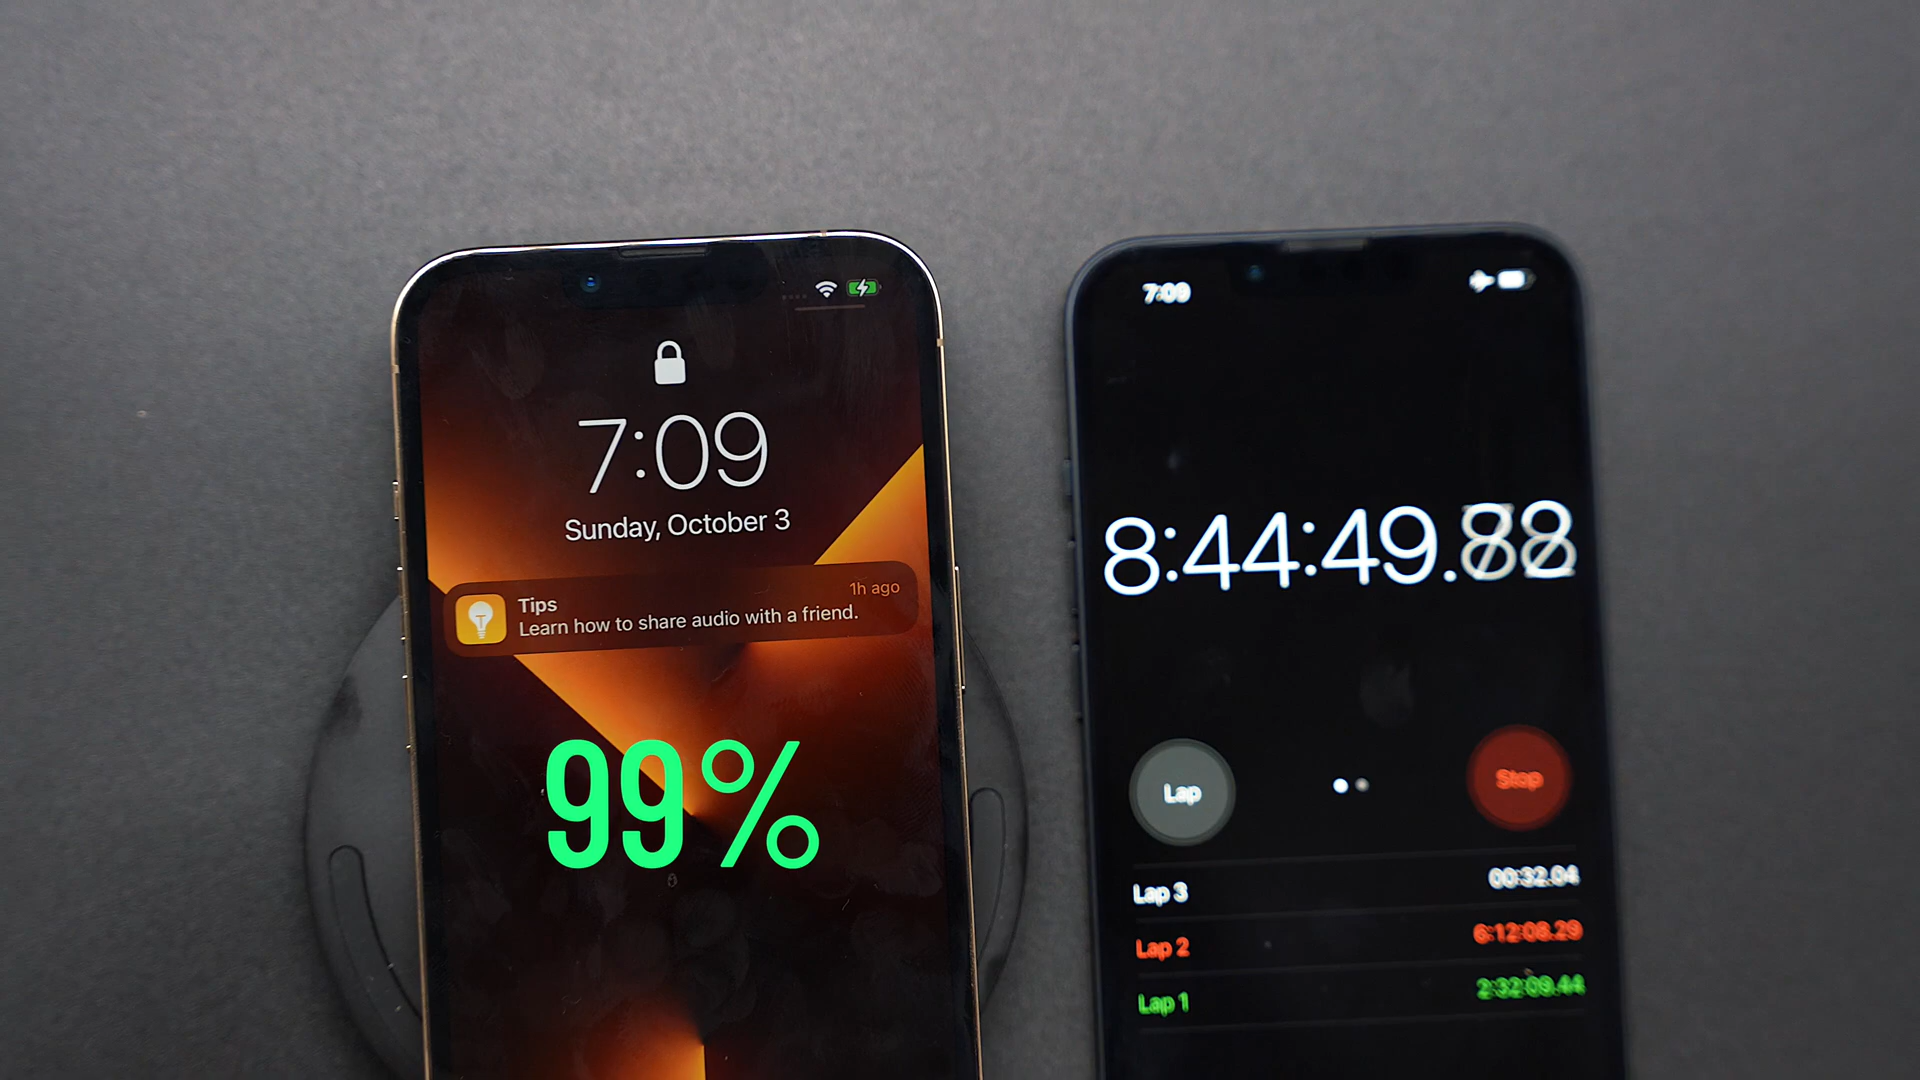 7:09
Sunday, October 3
Tips
1h ago
Learn how to share audio with a friend.
99%
7:09
8:44:49.
Lap
Stop
Lap 3
00:32.04
Lap 2
6:12:08.29
Lap 1
2:32:09.44